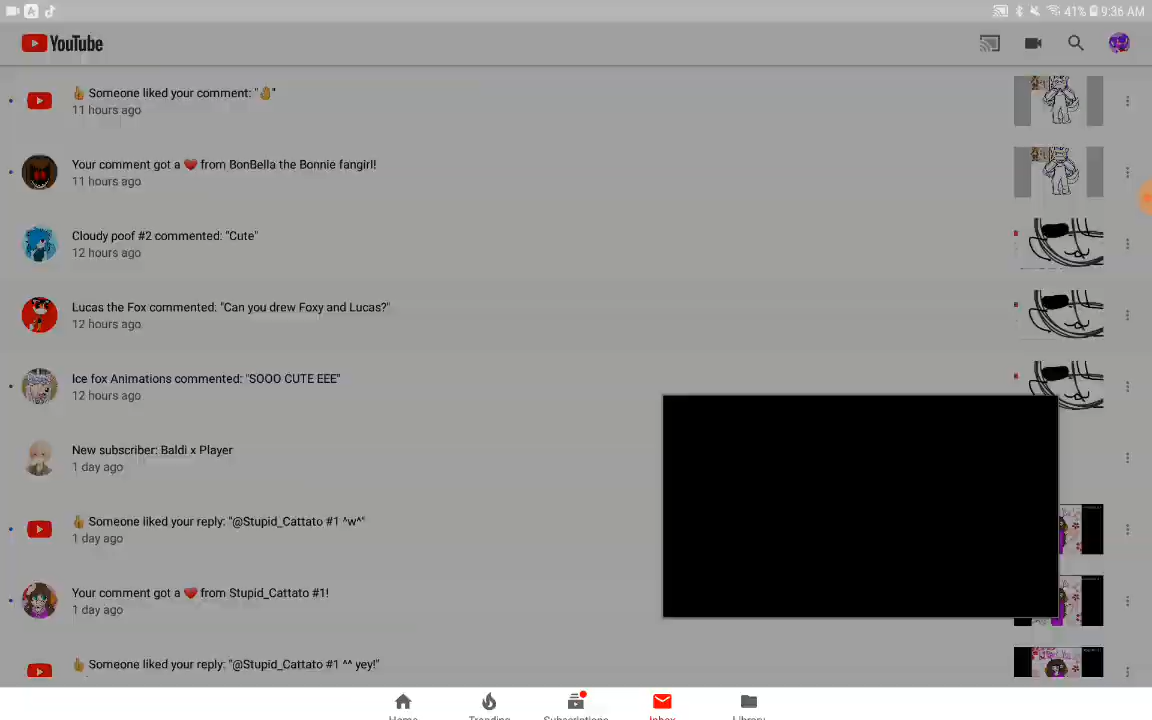 41% 9:36 AM
YouTube
👍 Someone liked your comment: "🤚"
11 hours ago
Your comment got a ❤️ from BonBella the Bonnie fangirl!
11 hours ago
Cloudy poof #2 commented: "Cute"
12 hours ago
Lucas the Fox commented: "Can you drew Foxy and Lucas?"
12 hours ago
Ice fox Animations commented: "SOOO CUTE EEE"
12 hours ago
New subscriber: Baldi x Player
1 day ago
👍 Someone liked your reply: "@Stupid_Cattato #1 ^w^"
1 day ago
Your comment got a ❤️ from Stupid_Cattato #1!
1 day ago
👍 Someone liked your reply: "@Stupid_Cattato #1 ^^ yey!"
Home Trending Subscriptions Inbox Library